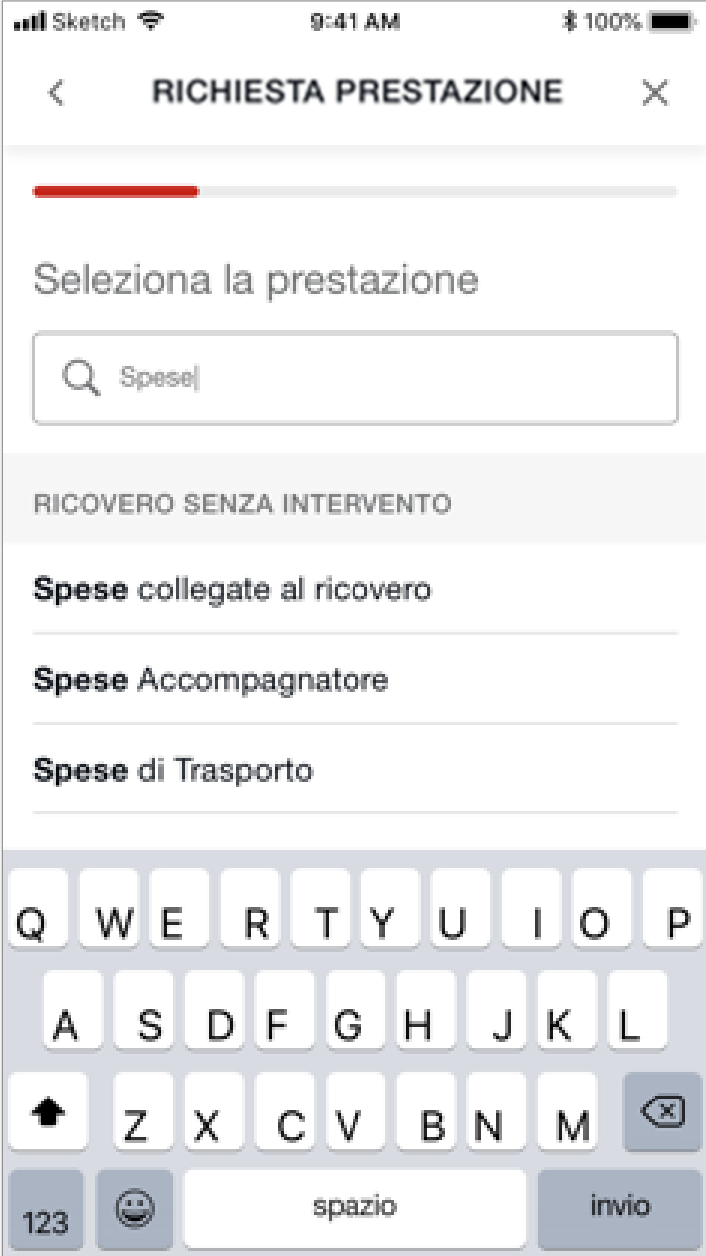 Sketch 9:41 AM 100%
RICHIESTA PRESTAZIONE
Seleziona la prestazione
Spese
RICOVERO SENZA INTERVENTO
Spese collegate al ricovero
Spese Accompagnatore
Spese di Trasporto
Q W E R T Y U I O P
A S D F G H J K L
Z X C V B N M
123 spazio invio